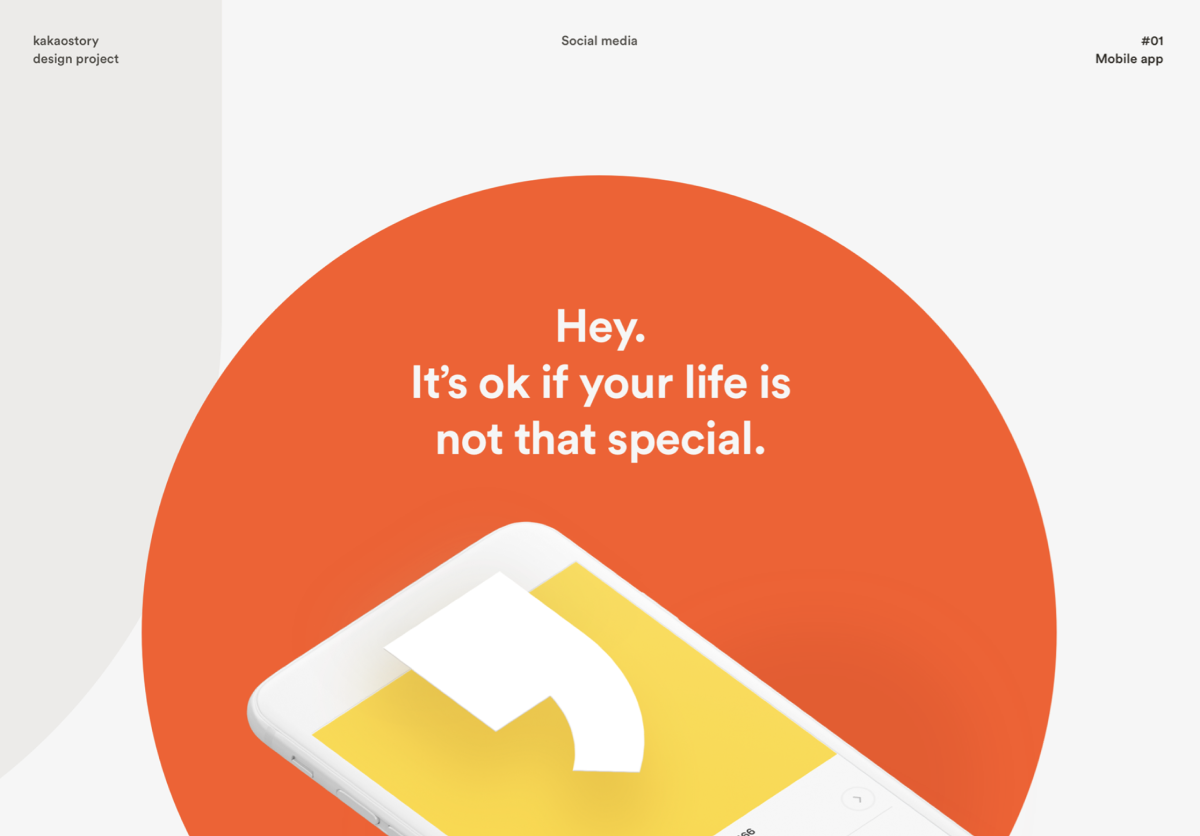 kakaostory
design project
Social media
#01
Mobile app
Hey.
It’s ok if your life is
not that special.